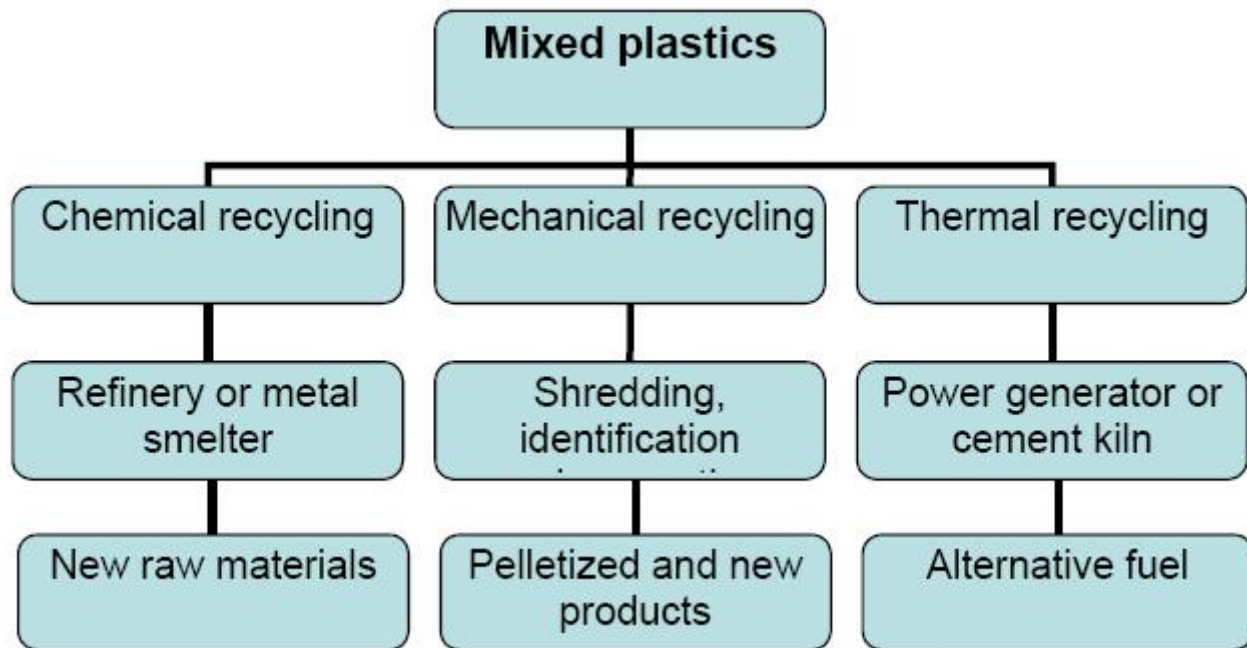 Mixed plastics
Chemical recycling
Mechanical recycling
Thermal recycling
Refinery or metal
smelter
Shredding,
identification
Power generator or
cement kiln
New raw materials
Pelletized and new
products
Alternative fuel